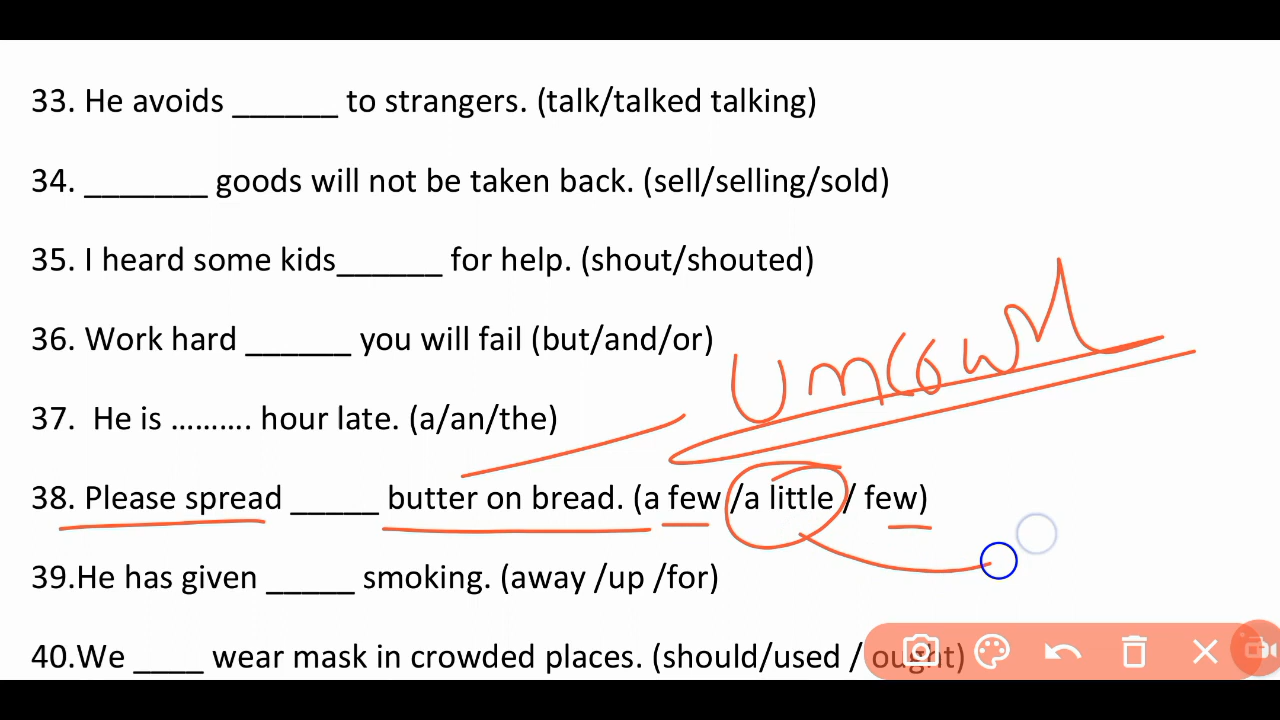 33. He avoids ______ to strangers. (talk/talked talking)
34. _______ goods will not be taken back. (sell/selling/sold)
35. I heard some kids______ for help. (shout/shouted)
36. Work hard ______ you will fail (but/and/or)
37. He is ………. hour late. (a/an/the)
38. Please spread _____ butter on bread. (a few /a little / few)
39.He has given _____ smoking. (away /up /for)
40.We ____ wear mask in crowded places. (should/used / ought)